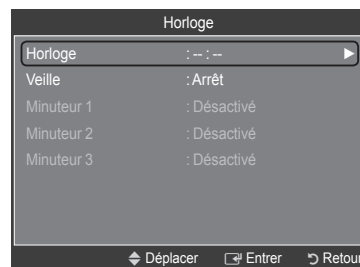 Horloge
Horloge : -- : -- ►
Veille : Arrêt
Minuteur 1 : Désactivé
Minuteur 2 : Désactivé
Minuteur 3 : Désactivé
Déplacer Entrer Retour